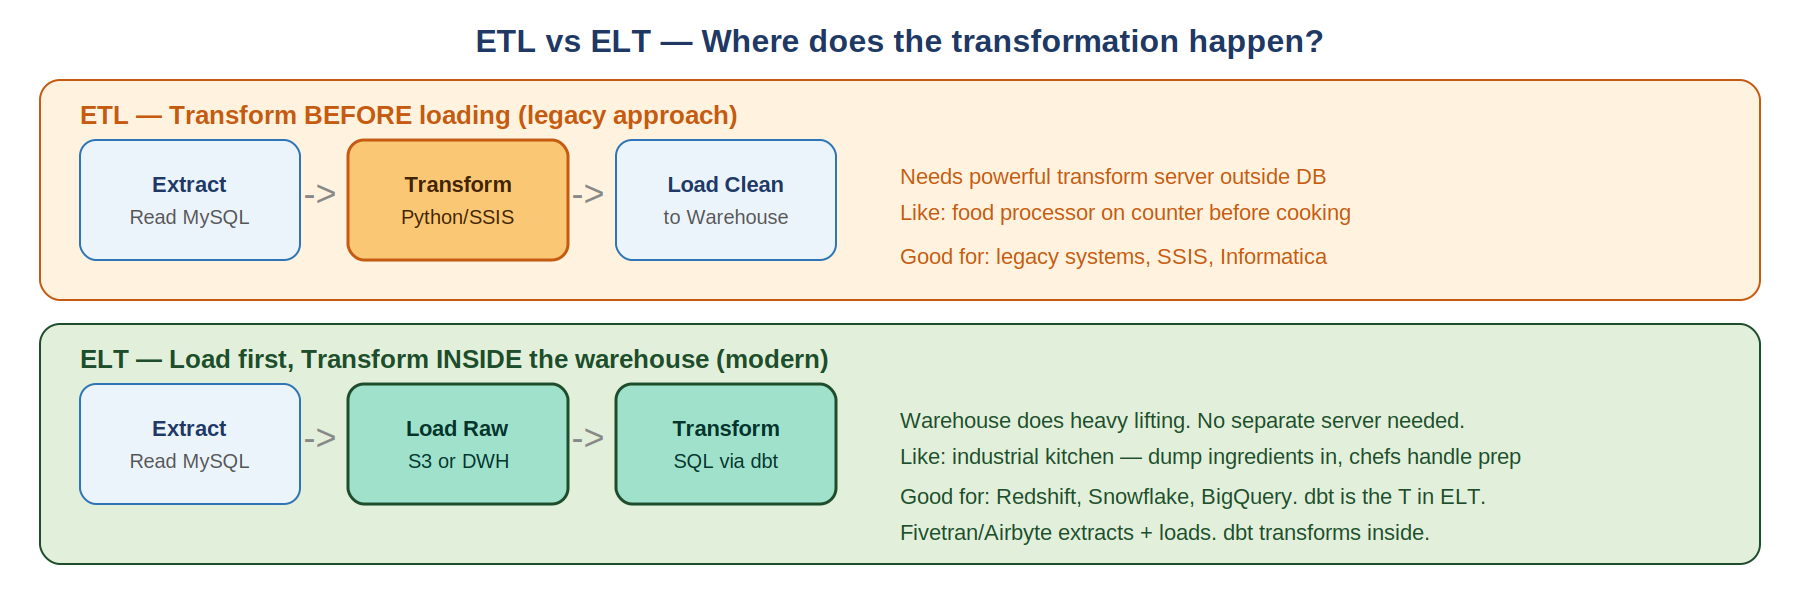 ETL vs ELT — Where does the transformation happen?
ETL — Transform BEFORE loading (legacy approach)
Extract
Read MySQL
->
Transform
Python/SSIS
->
Load Clean
to Warehouse
Needs powerful transform server outside DB
Like: food processor on counter before cooking
Good for: legacy systems, SSIS, Informatica
ELT — Load first, Transform INSIDE the warehouse (modern)
Extract
Read MySQL
->
Load Raw
S3 or DWH
->
Transform
SQL via dbt
Warehouse does heavy lifting. No separate server needed.
Like: industrial kitchen — dump ingredients in, chefs handle prep
Good for: Redshift, Snowflake, BigQuery. dbt is the T in ELT.
Fivetran/Airbyte extracts + loads. dbt transforms inside.